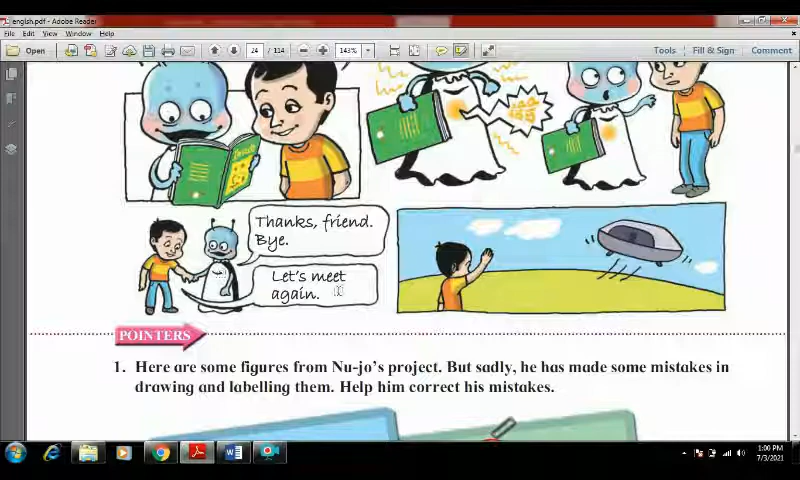 english.pdf - Adobe Reader
File Edit View Window Help
Open 24 / 114 143% Tools Fill & Sign Comment
Thanks, friend.
Bye.
Let's meet
again.
POINTERS
1. Here are some figures from Nu-jo's project. But sadly, he has made some mistakes in
drawing and labelling them. Help him correct his mistakes.
1:00 PM
7/3/2021